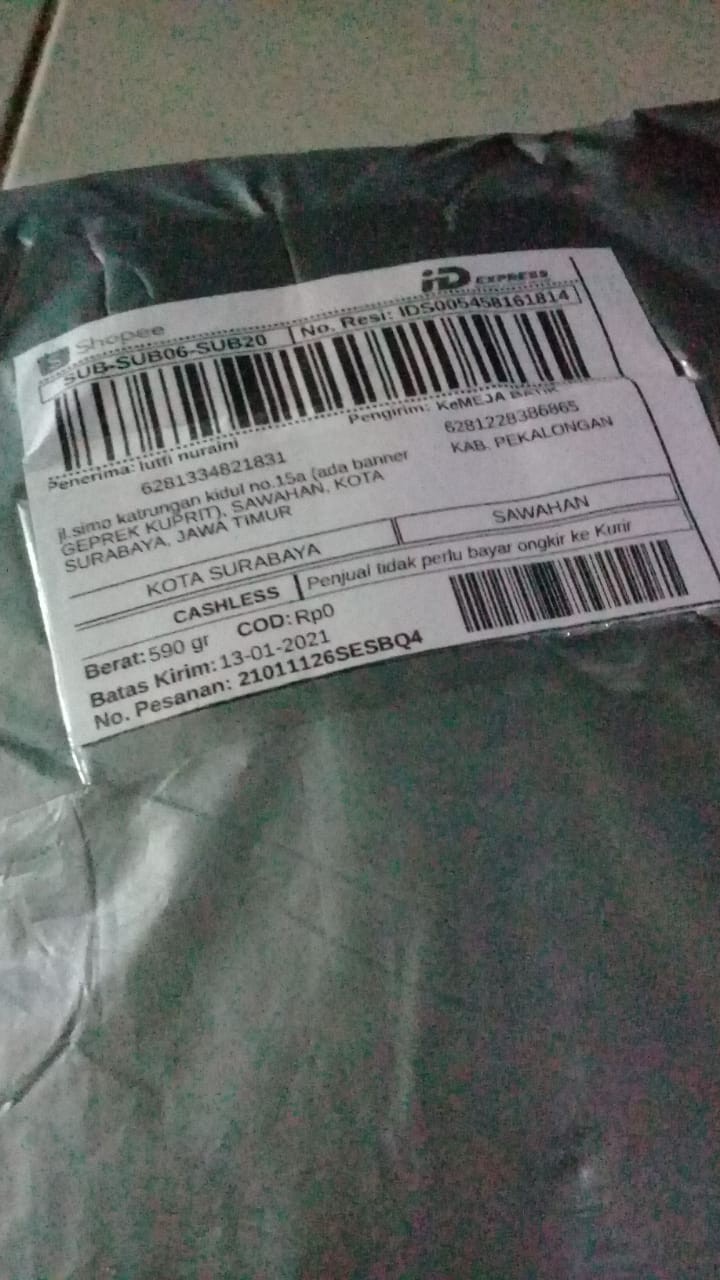 Shopee
iD EXPRESS
SUB-SUB06-SUB20
No. Resi: IDS005458161814
Penerima: lutfi nuraini
6281334821831
Pengirim: KeMEJA BATIK
6281228386865
KAB. PEKALONGAN
jl.simo katrungan kidul no.15a (ada banner
GEPREK KUPRIT), SAWAHAN, KOTA
SURABAYA, JAWA TIMUR
KOTA SURABAYA
SAWAHAN
CASHLESS
Penjual tidak perlu bayar ongkir ke Kurir
Berat: 590 gr
COD: Rp0
Batas Kirim: 13-01-2021
No. Pesanan: 21011126SESBQ4